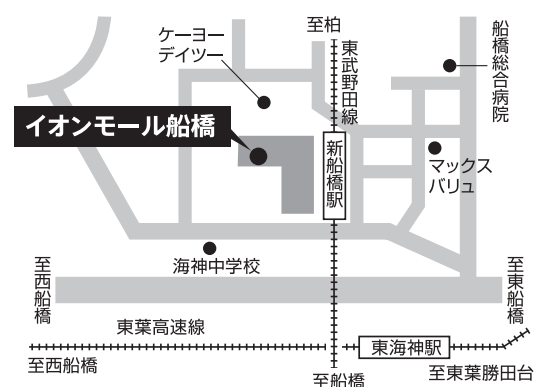 至柏
ケーヨー
デイツー
東武野田線
船橋総合病院
イオンモール船橋
新船橋駅
マックス
バリュ
海神中学校
至西船橋
至東船橋
東葉高速線
東海神駅
至西船橋
至船橋
至東葉勝田台